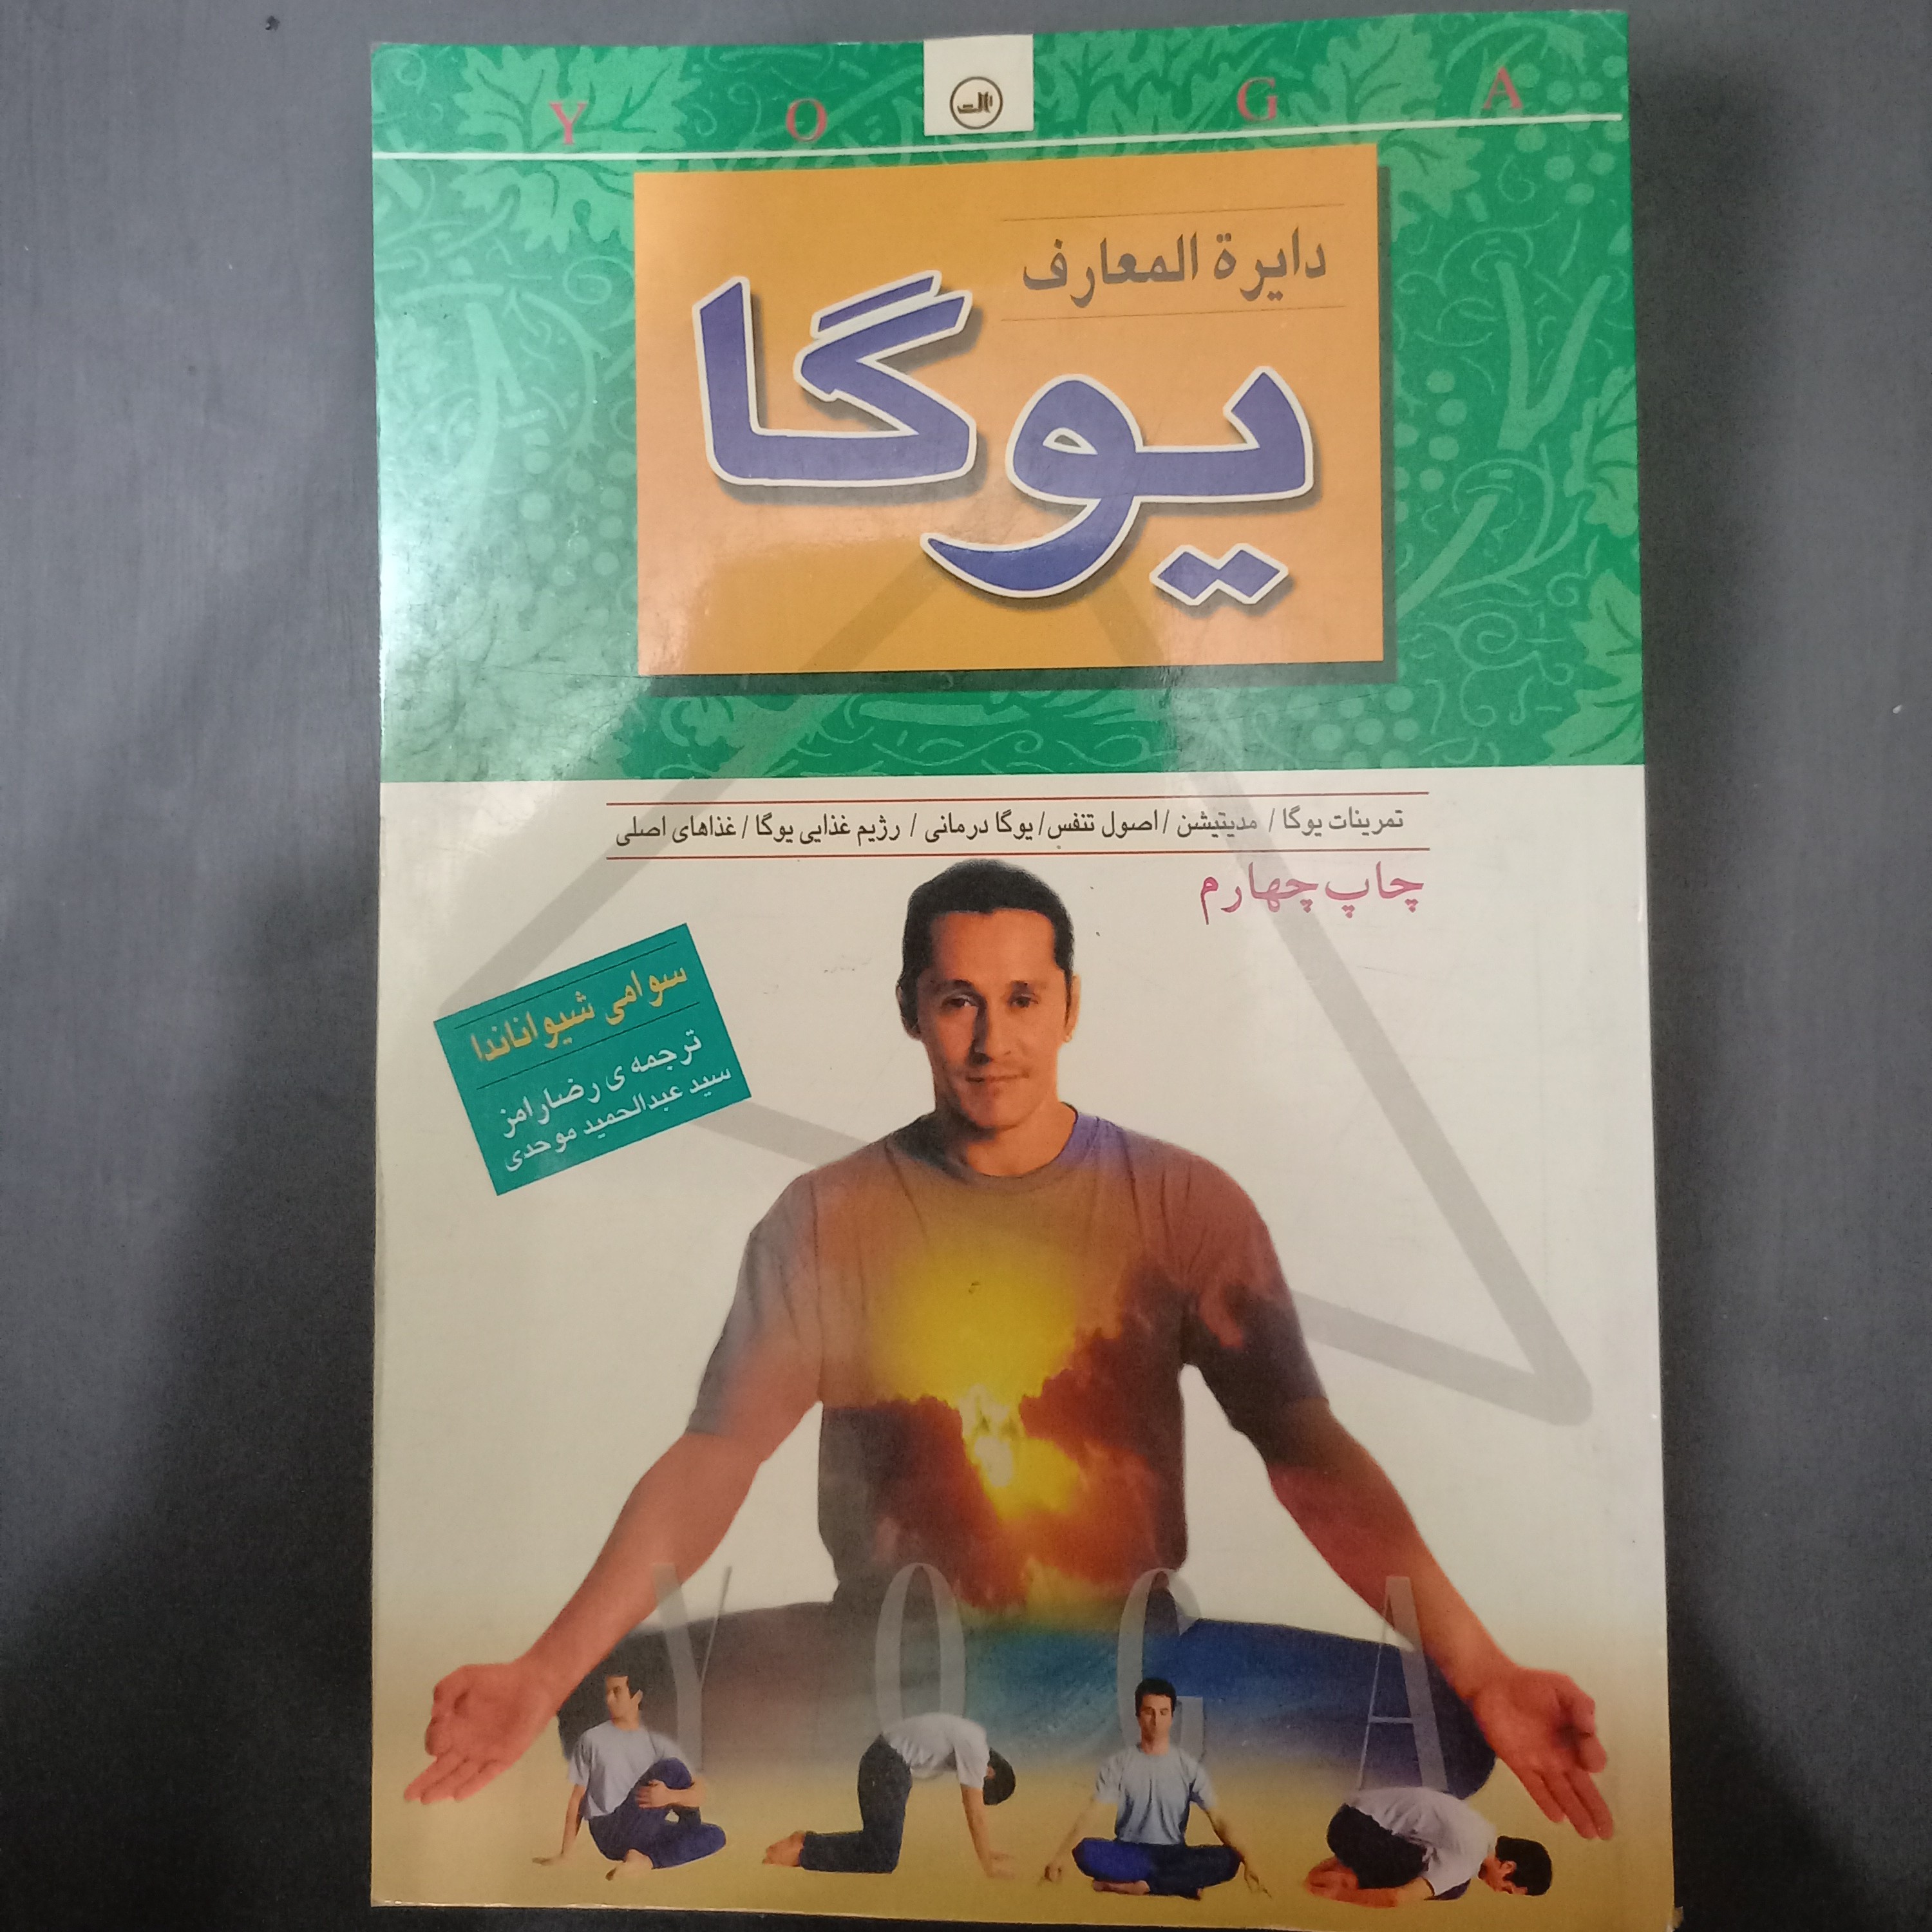 Y O G A
ثالث
دایرة المعارف
یوگا
تمرینات یوگا / مدیتیشن / اصول تنفس/ یوگا درمانی / رژیم غذایی یوگا / غذاهای اصلی
چاپ چهارم
سوامی شیواناندا
ترجمه ی رضا رامز
سید عبدالحمید موحدی
YOGA